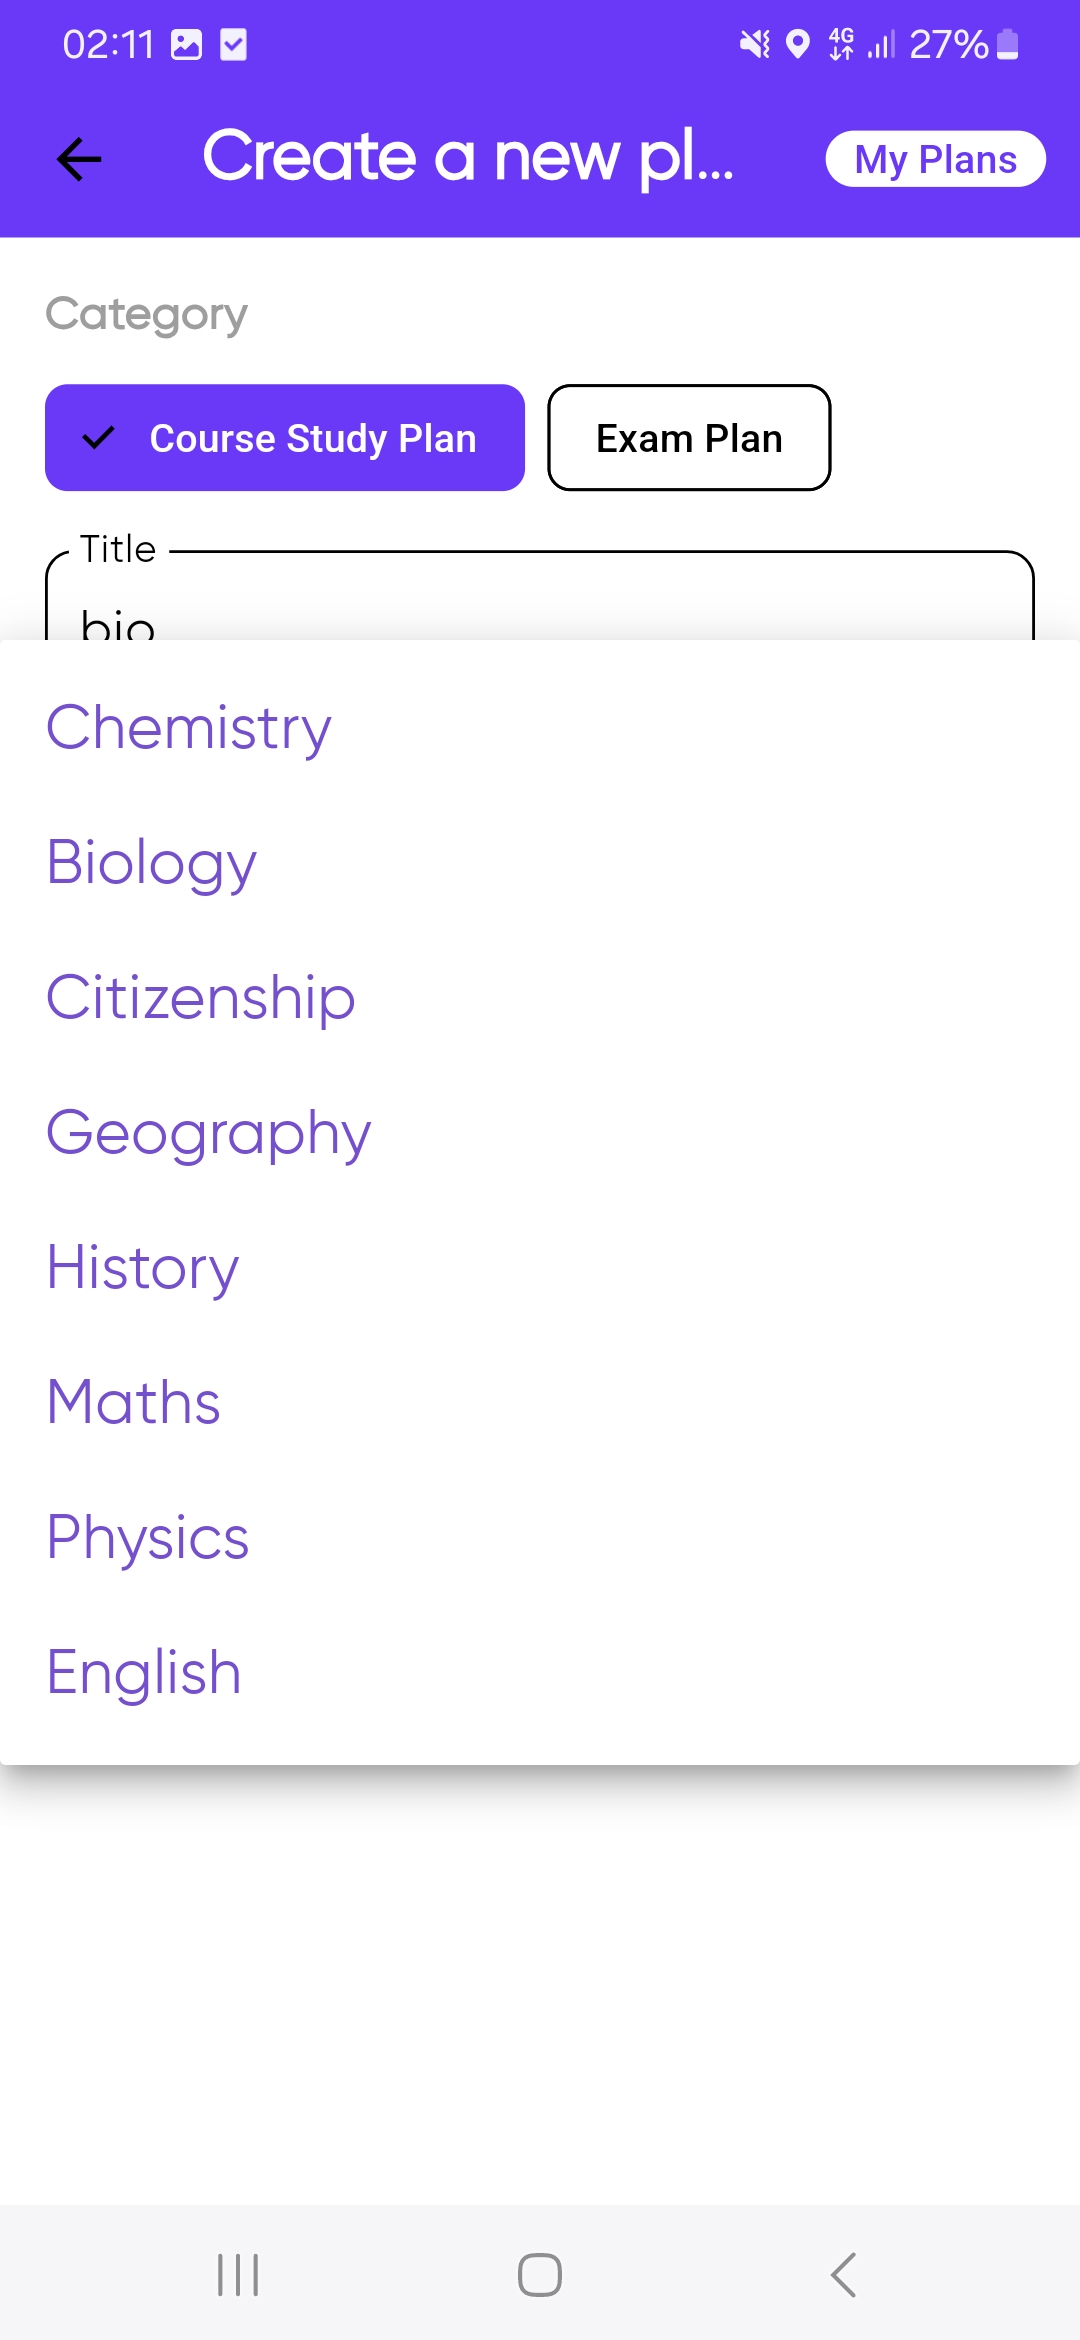 02:11 4G 27%
Create a new pl... My Plans
Category
Course Study Plan Exam Plan
Title
bio
Chemistry
Biology
Citizenship
Geography
History
Maths
Physics
English